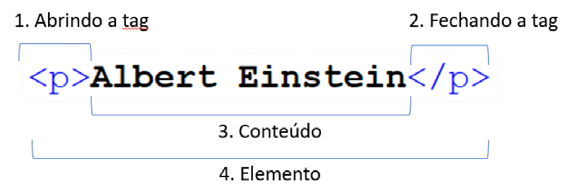 1. Abrindo a tag
2. Fechando a tag
<p>Albert Einstein</p>
3. Conteúdo
4. Elemento